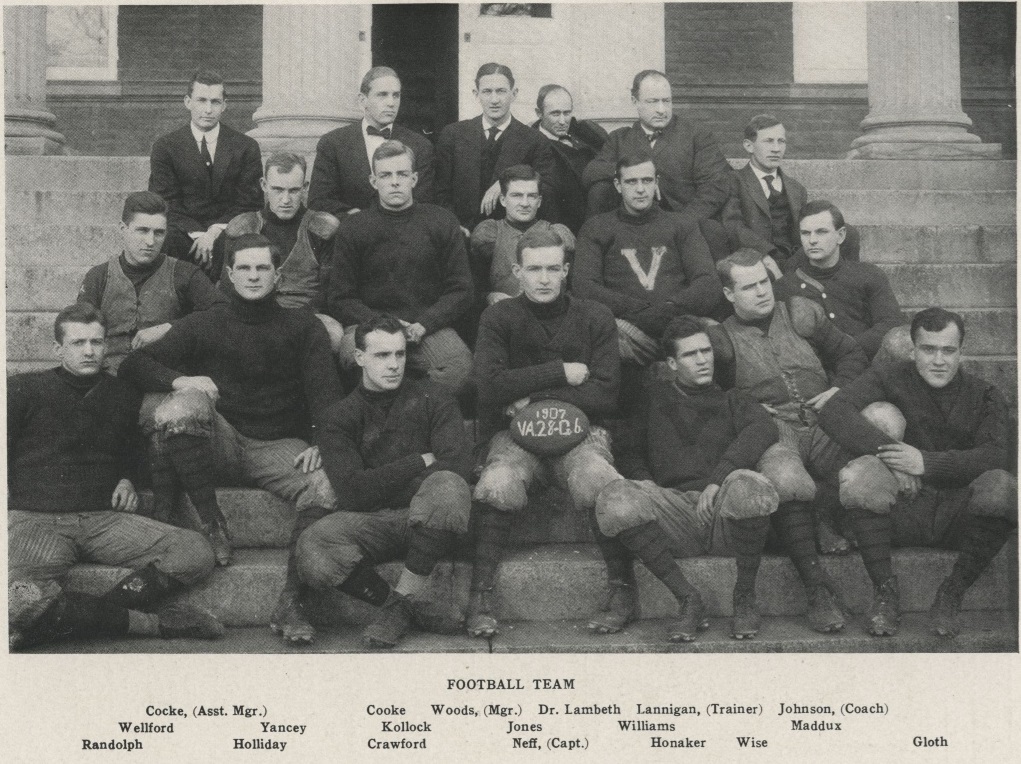 V
1907
VA.28-G6.
FOOTBALL TEAM
Cocke, (Asst. Mgr.) Cooke Woods, (Mgr.) Dr. Lambeth Lannigan, (Trainer) Johnson, (Coach)
Wellford Yancey Kollock Jones Williams Maddux
Randolph Holliday Crawford Neff, (Capt.) Honaker Wise Gloth